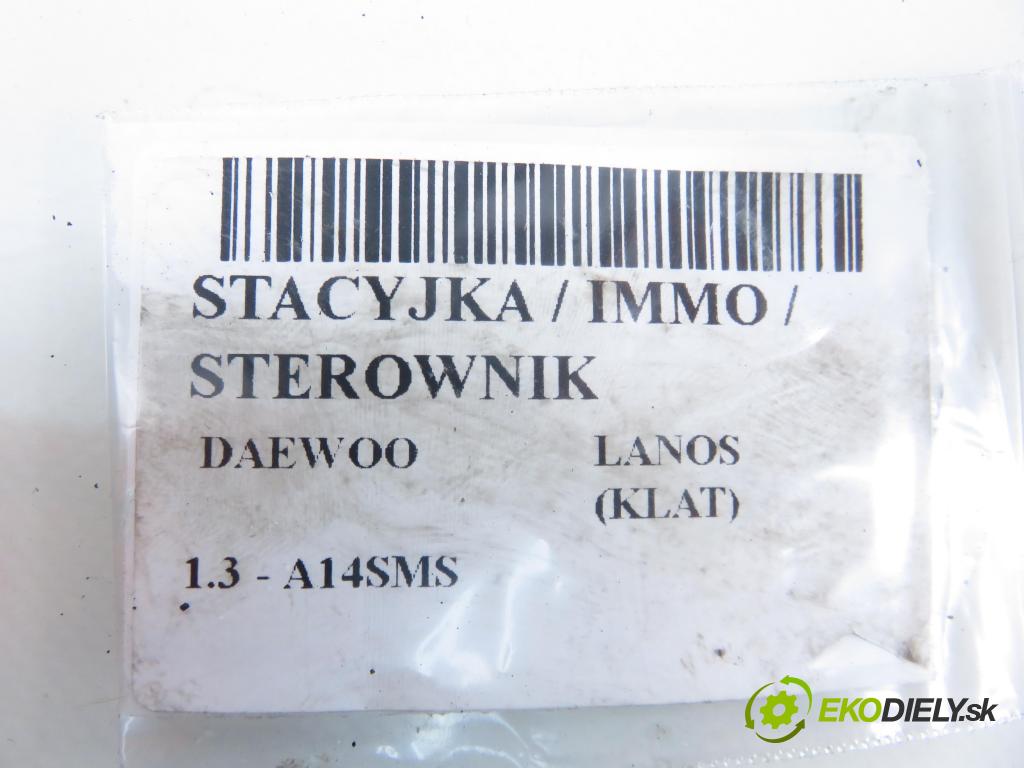 STACYJKA / IMMO /
STEROWNIK
DAEWOO LANOS
(KLAT)
1.3 - A14SMS
EKODIELY.sk